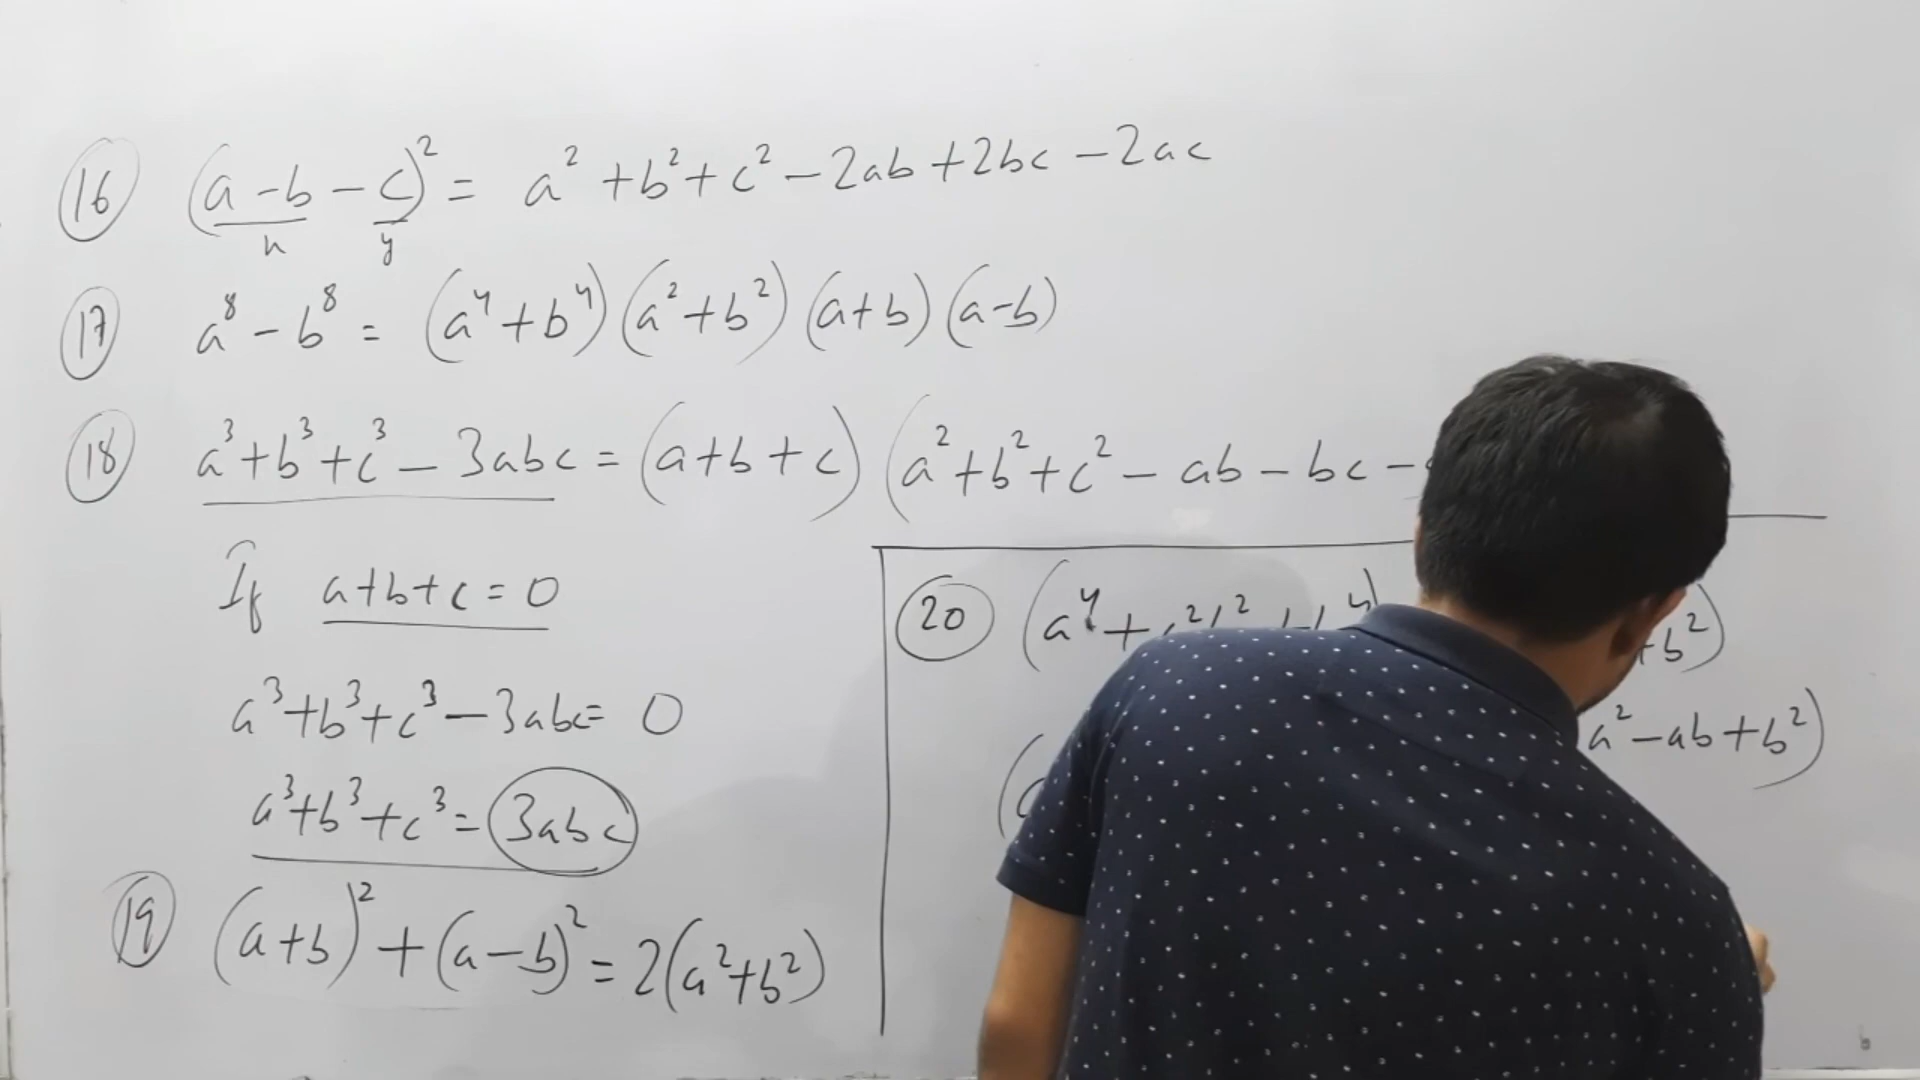 16 (a - b - c)² = a² + b² + c² - 2ab + 2bc - 2ac
x y
17 a⁸ - b⁸ = (a⁴ + b⁴)(a² + b²)(a + b)(a - b)
18 a³ + b³ + c³ - 3abc = (a + b + c)(a² + b² + c² - ab - bc -
If a + b + c = 0
a³ + b³ + c³ - 3abc = 0
a³ + b³ + c³ = 3abc
19 (a + b)² + (a - b)² = 2(a² + b²)
20 (a⁴ + + b²)
( a² - ab + b²)